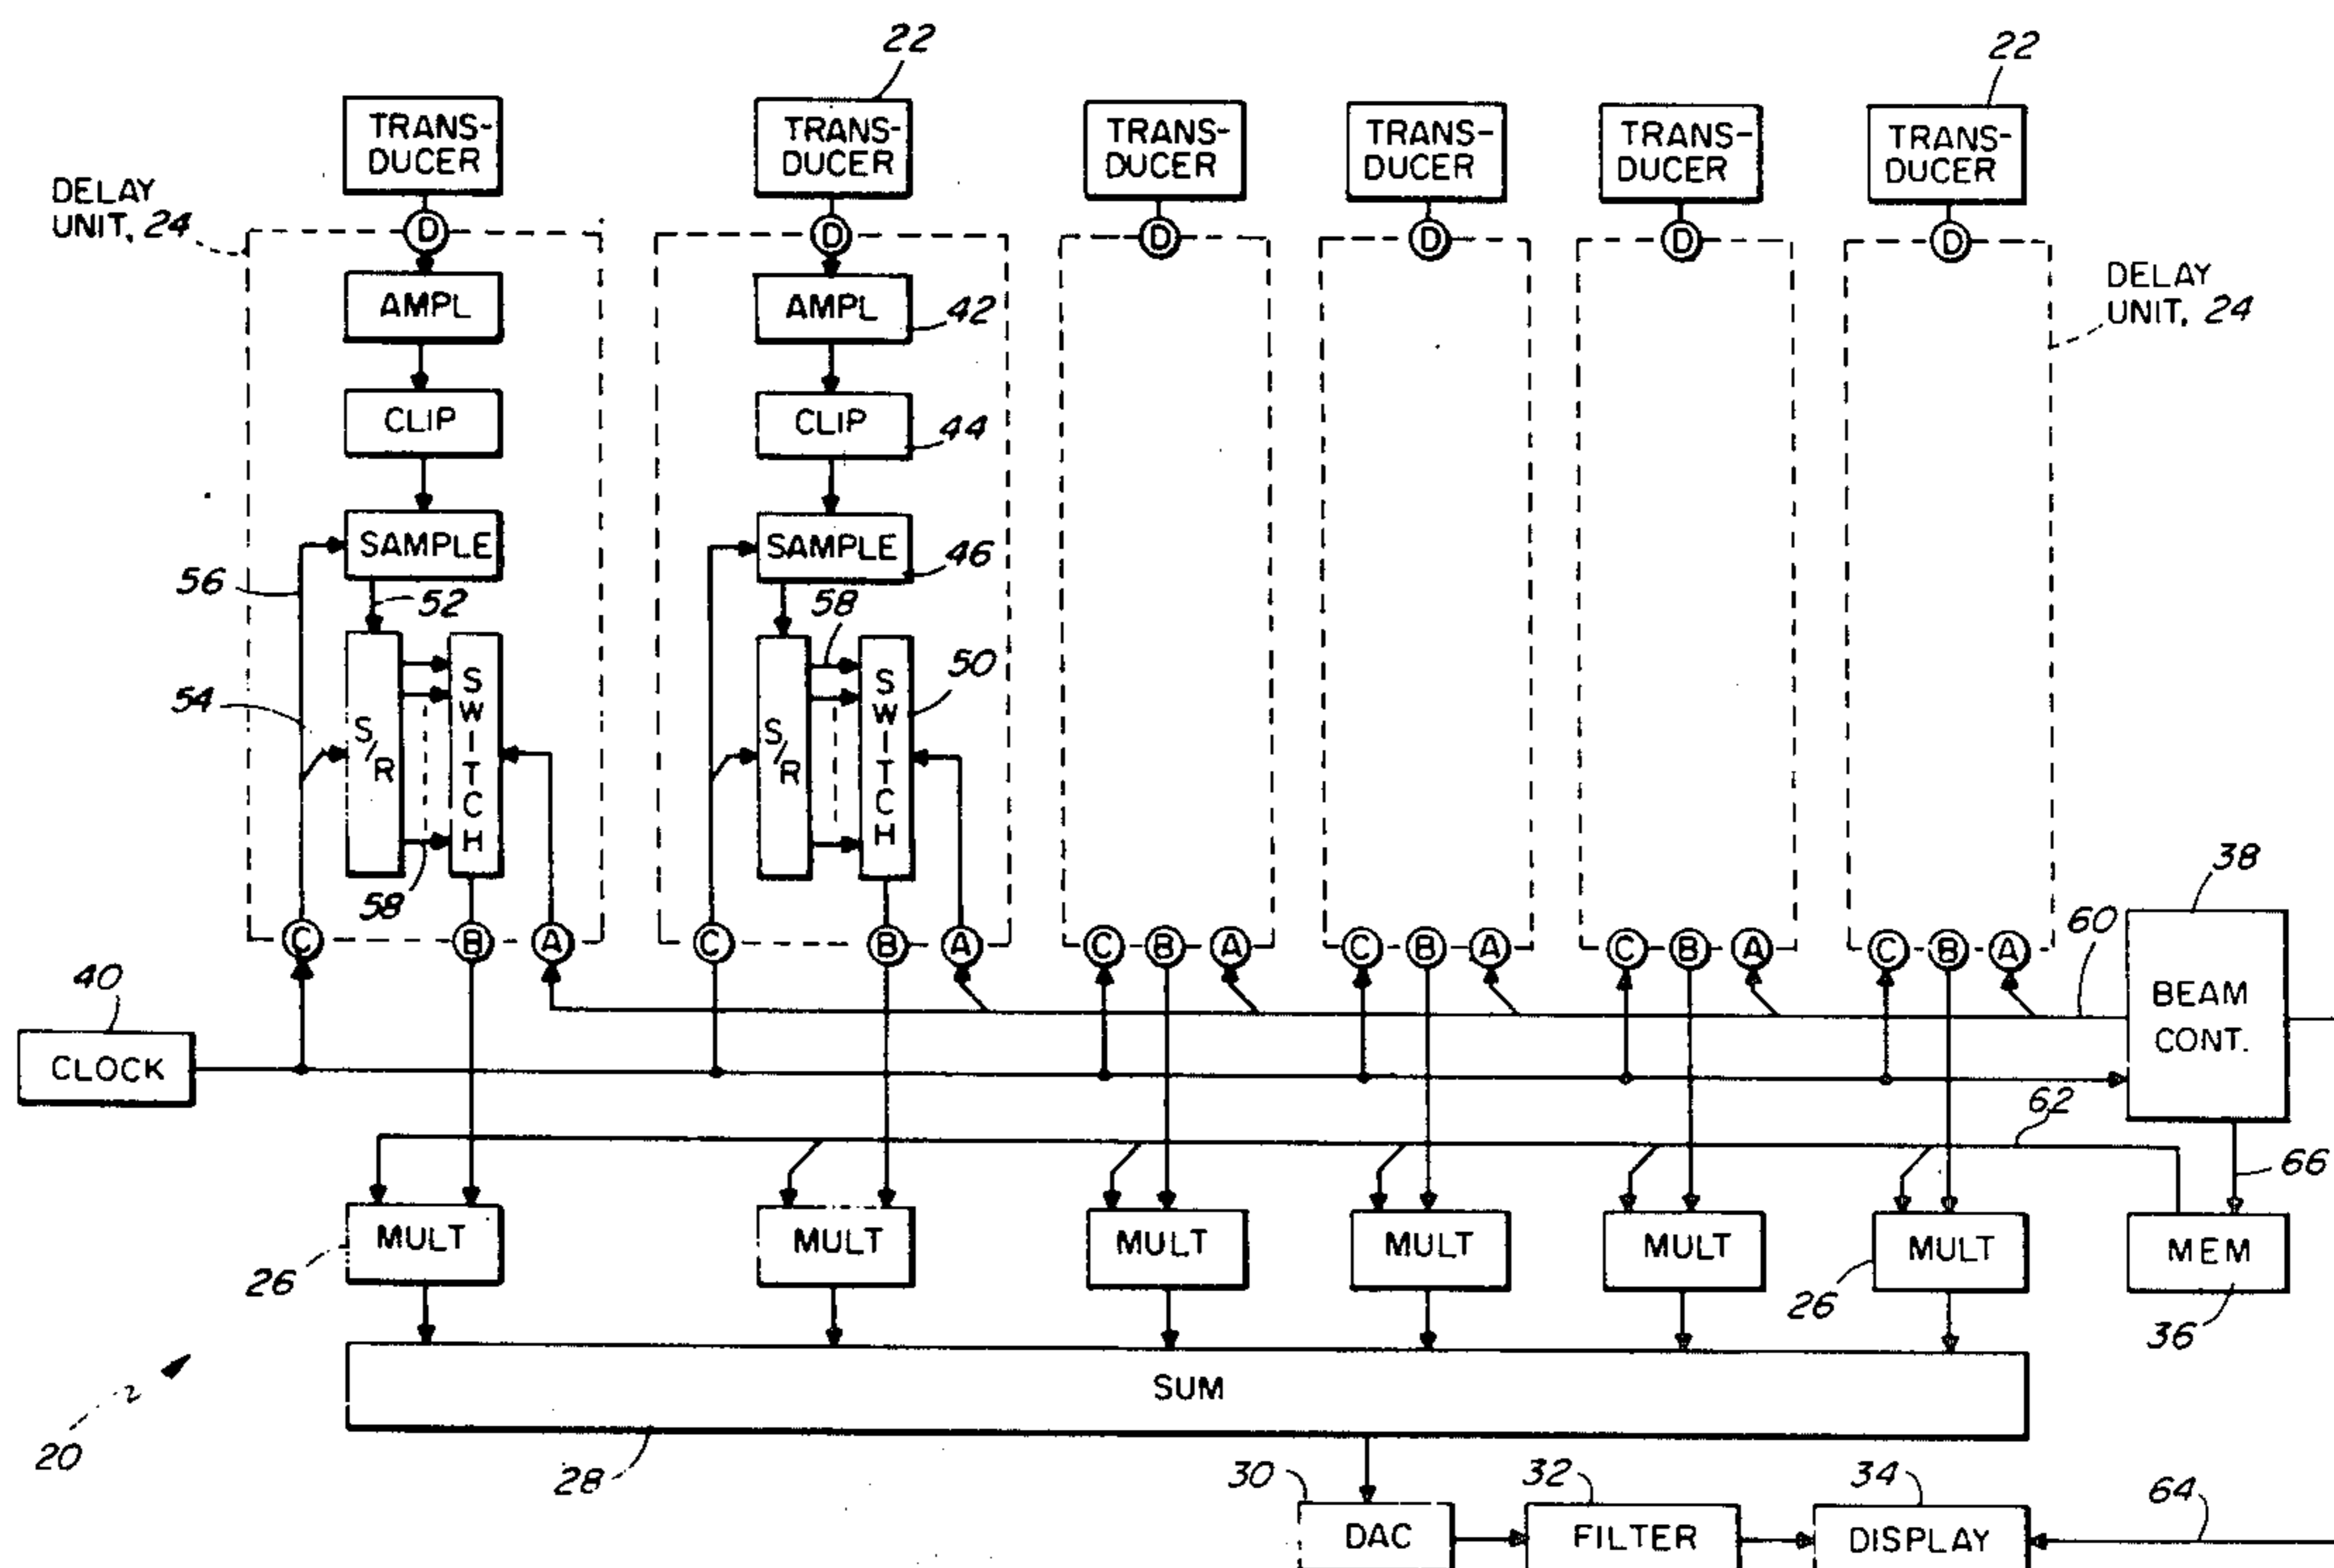 22
22
TRANS-
DUCER
TRANS-
DUCER
TRANS-
DUCER
TRANS-
DUCER
TRANS-
DUCER
TRANS-
DUCER
DELAY
UNIT, 24
D
D
D
D
D
D
DELAY
UNIT, 24
AMPL
AMPL
42
CLIP
CLIP
44
SAMPLE
SAMPLE
46
56
52
58
54
S/R
SWITCH
S/R
SWITCH
50
58
C
B
A
C
B
A
C
B
A
C
B
A
C
B
A
C
B
A
60
38
BEAM
CONT.
40
CLOCK
62
66
MULT
MULT
MULT
MULT
MULT
MULT
MEM
26
26
36
SUM
20
28
30
32
34
64
DAC
FILTER
DISPLAY